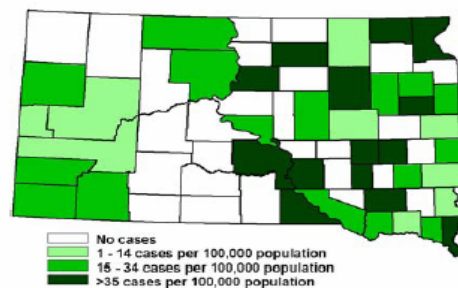 No cases
1 - 14 cases per 100,000 population
15 - 34 cases per 100,000 population
>35 cases per 100,000 population